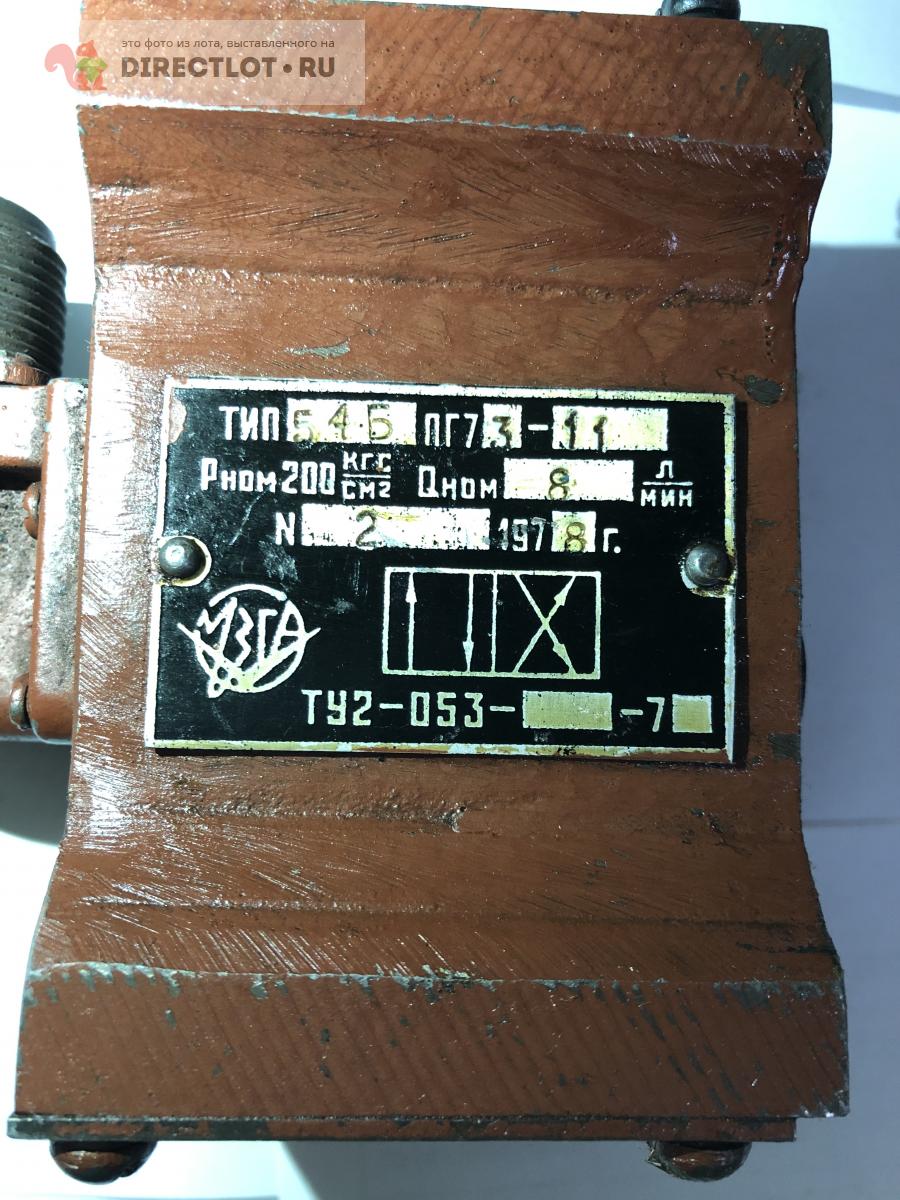 это фото из лота, выставленного на
DIRECTLOT.RU
ТИП 54Б ПГ73-11
Рном 200 кгс/см2 Qном 8 л/мин
N 2 1978 г.
МЗГА
ТУ2-053- -7